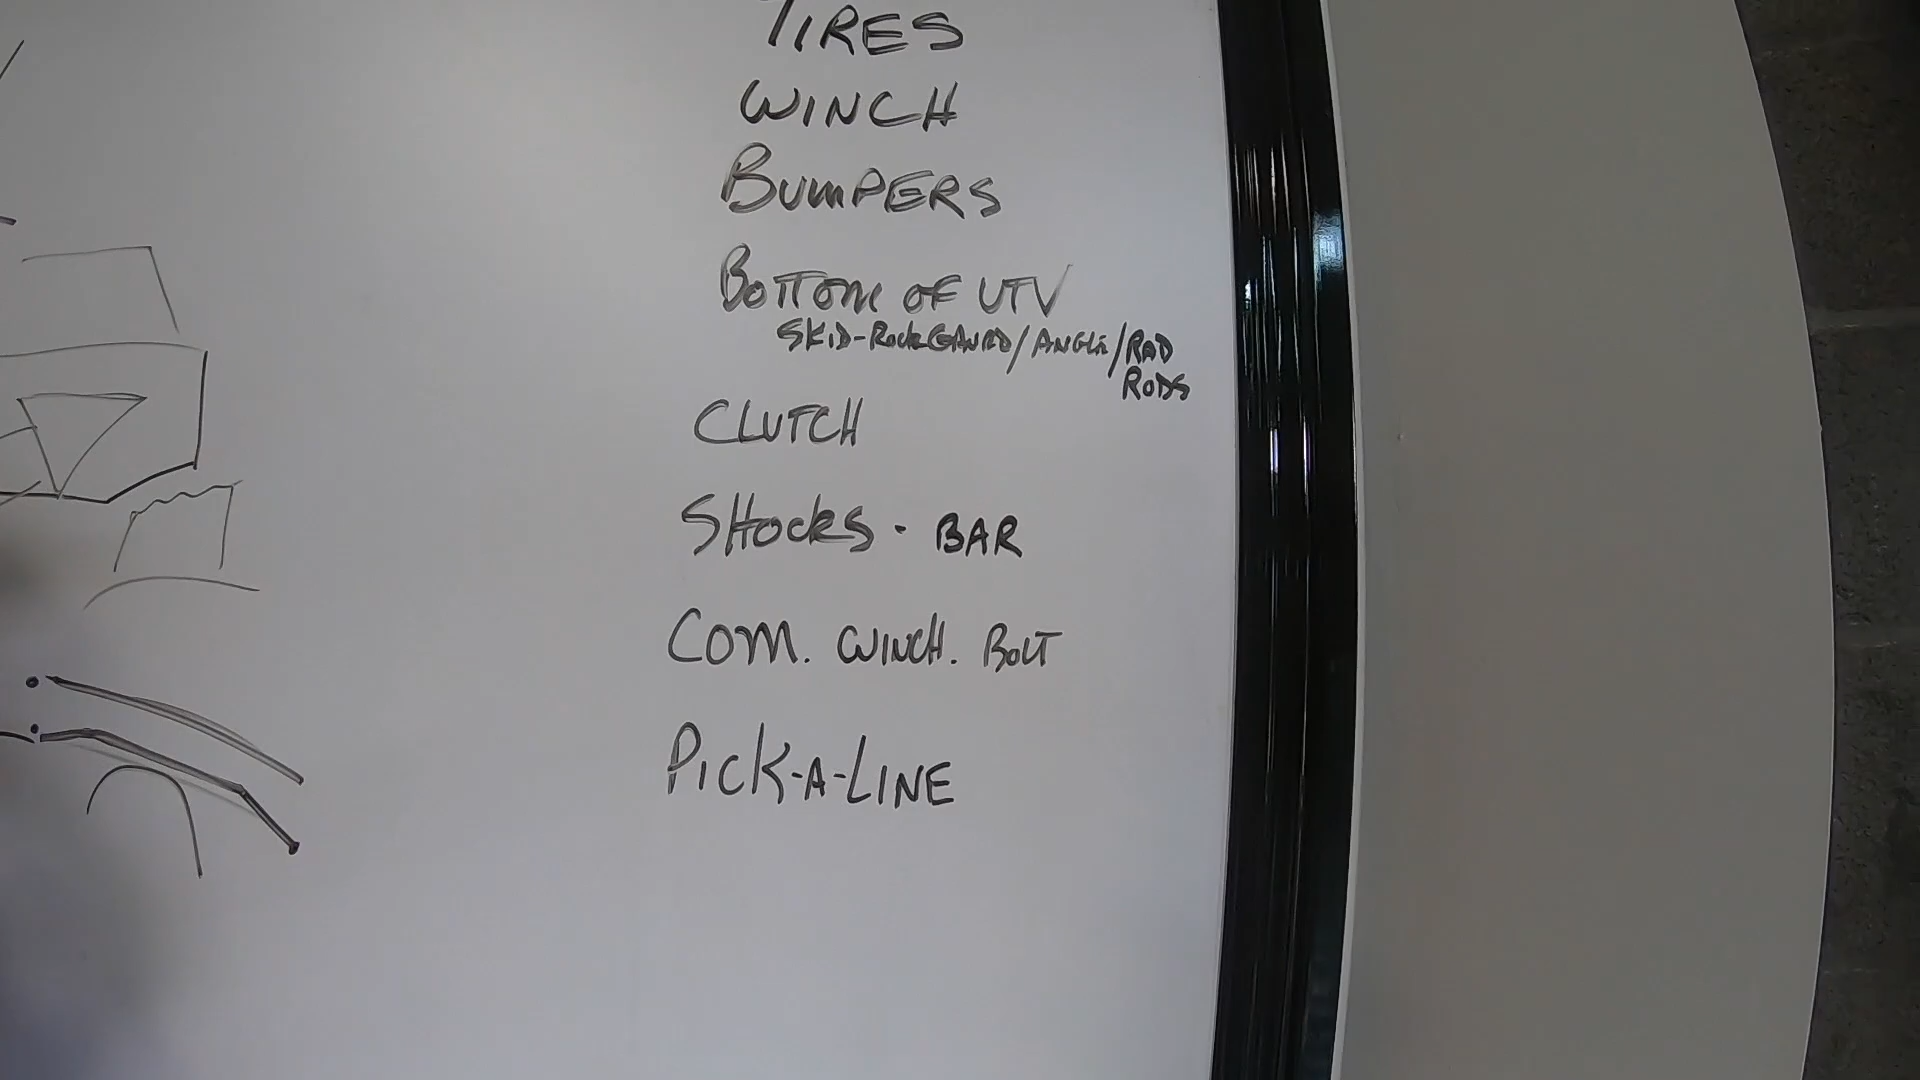 TIRES
WINCH
BUMPERS
BOTTOM OF UTV
SKID-ROCKGAURD/ANGLE/RAD
RODS
CLUTCH
SHOCKS - BAR
COM. WINCH. BOLT
PICK-A-LINE